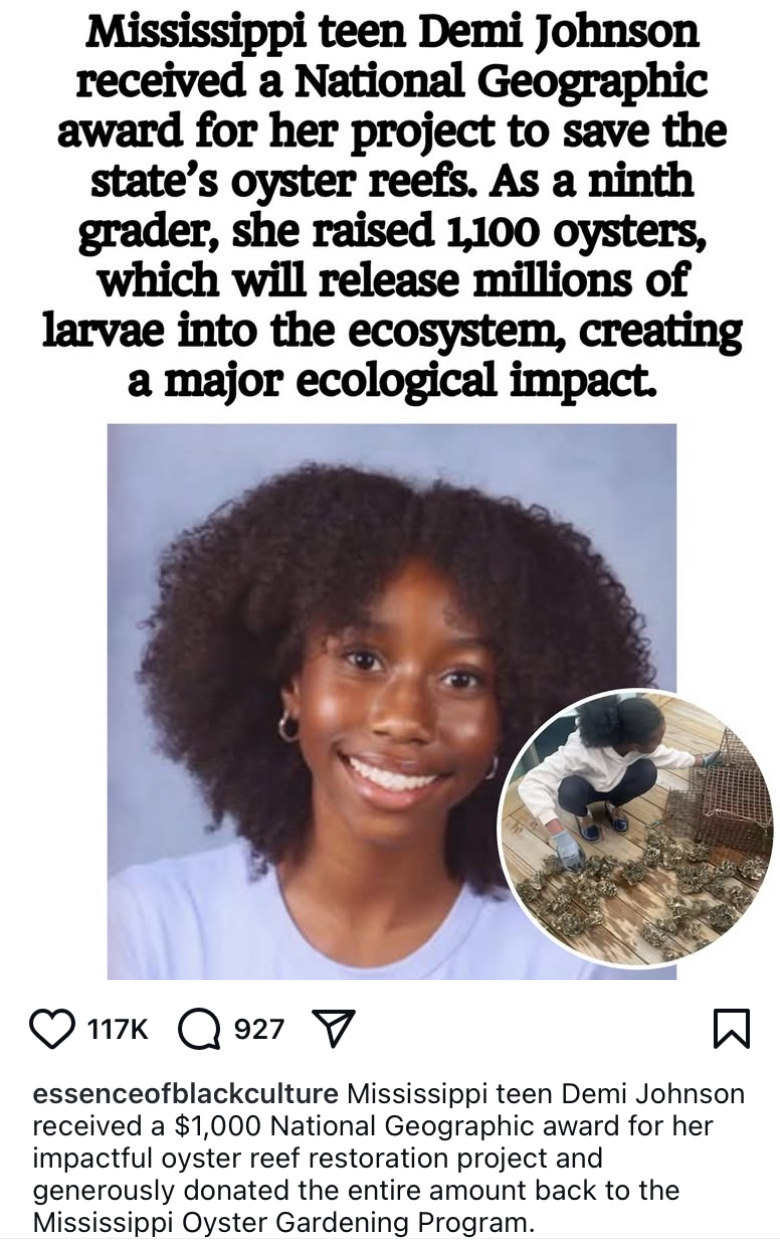 Mississippi teen Demi Johnson
received a National Geographic
award for her project to save the
state’s oyster reefs. As a ninth
grader, she raised 1,100 oysters,
which will release millions of
larvae into the ecosystem, creating
a major ecological impact.
117K 927
essenceofblackculture Mississippi teen Demi Johnson
received a $1,000 National Geographic award for her
impactful oyster reef restoration project and
generously donated the entire amount back to the
Mississippi Oyster Gardening Program.